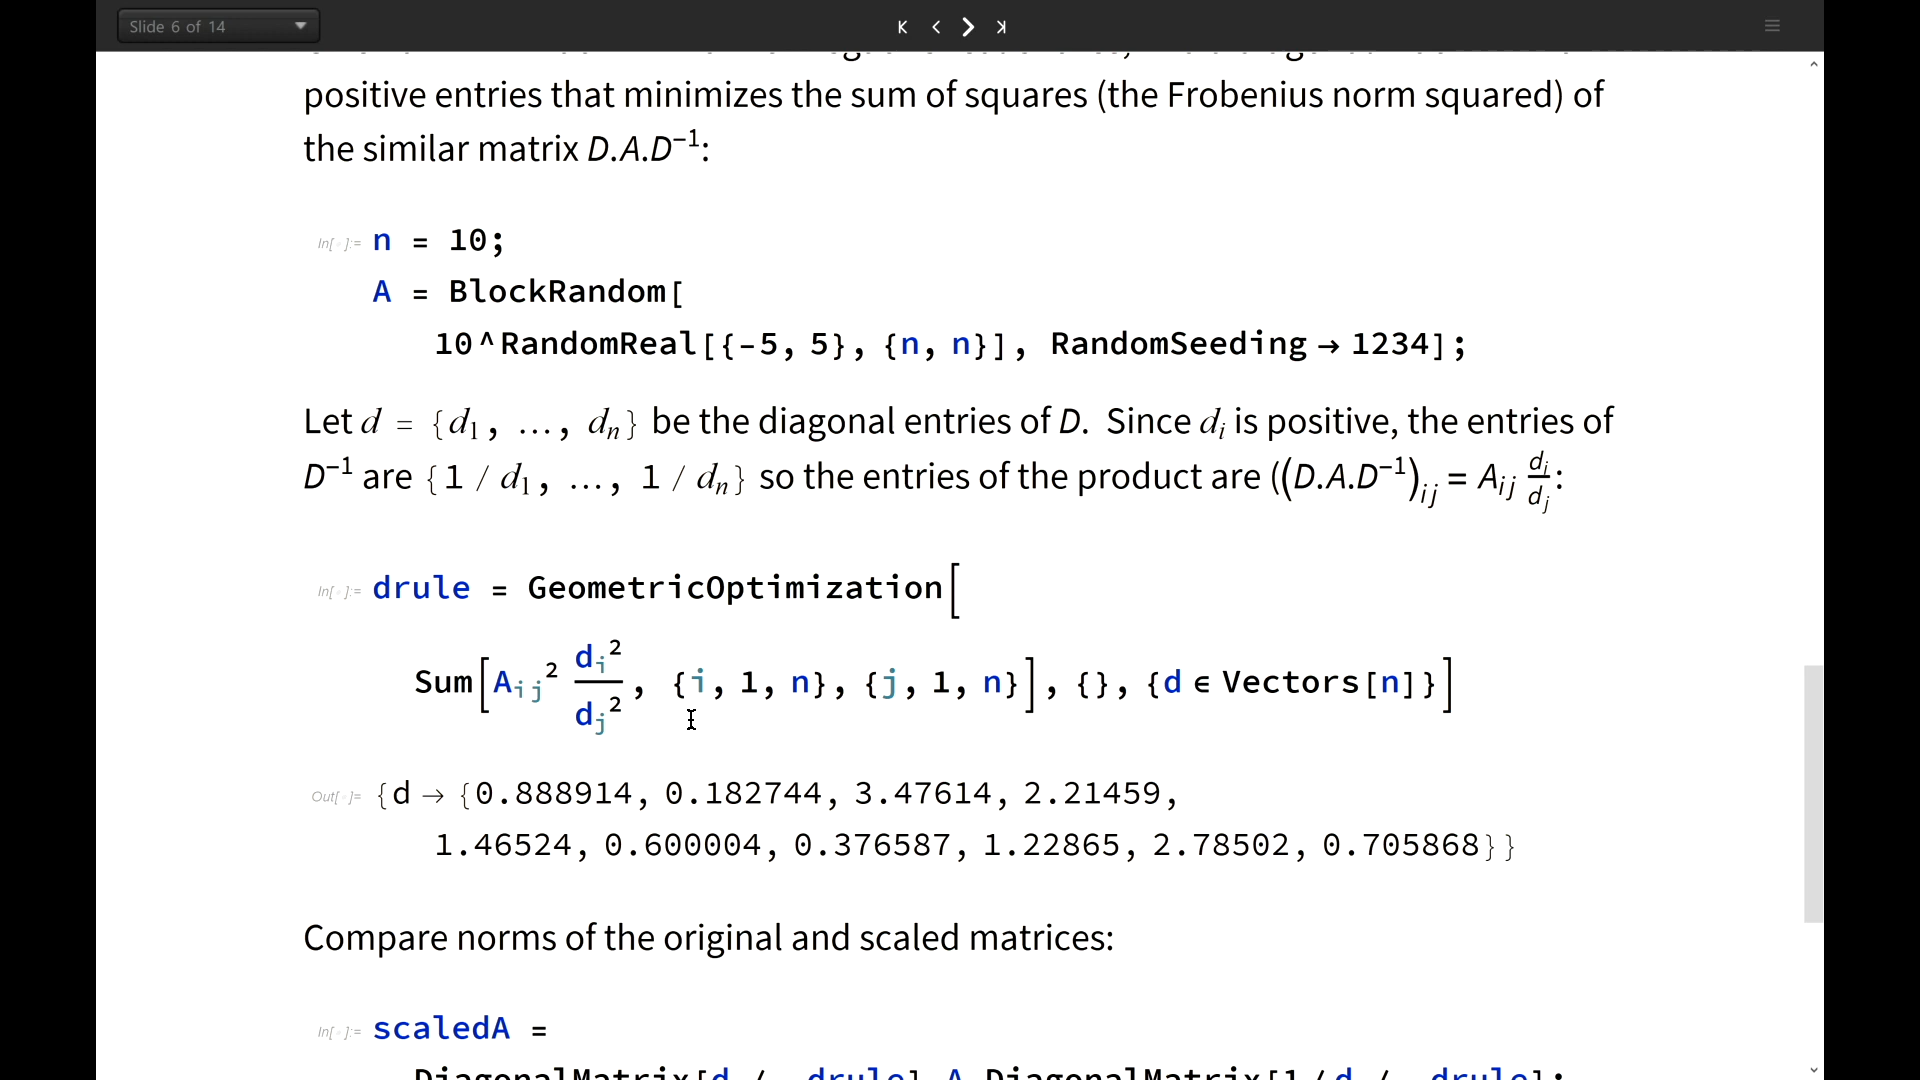 Slide 6 of 14
positive entries that minimizes the sum of squares (the Frobenius norm squared) of
the similar matrix D.A.D⁻¹:
In[ ]:= n = 10;
A = BlockRandom[
10^RandomReal[{-5, 5}, {n, n}], RandomSeeding → 1234];
Let d = {d₁, …, dₙ} be the diagonal entries of D. Since dᵢ is positive, the entries of
D⁻¹ are {1 / d₁, …, 1 / dₙ} so the entries of the product are ((D.A.D⁻¹)ᵢⱼ = Aᵢⱼ dᵢ/dⱼ:
In[ ]:= drule = GeometricOptimization[
Sum[Aᵢⱼ² dᵢ²/dⱼ², {i, 1, n}, {j, 1, n}], {}, {d ∈ Vectors[n]}]
Out[ ]= {d → {0.888914, 0.182744, 3.47614, 2.21459,
1.46524, 0.600004, 0.376587, 1.22865, 2.78502, 0.705868}}
Compare norms of the original and scaled matrices:
In[ ]:= scaledA =
DiagonalMatrix[d /. drule].A.DiagonalMatrix[1/d /. drule];